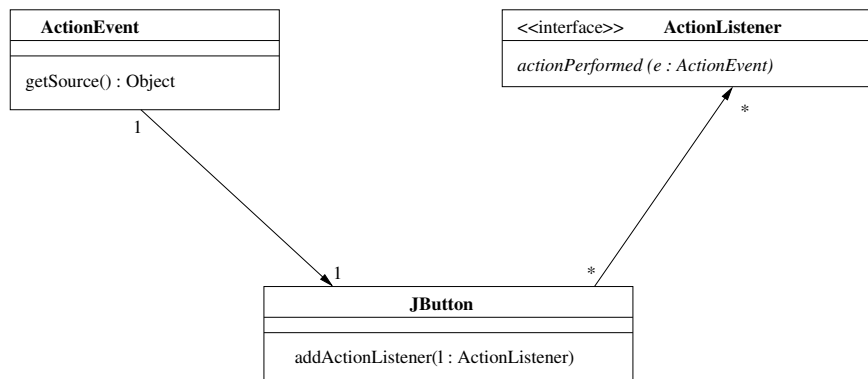 ActionEvent
getSource() : Object
<<interface>> ActionListener
actionPerformed (e : ActionEvent)
1
*
1
*
JButton
addActionListener(l : ActionListener)